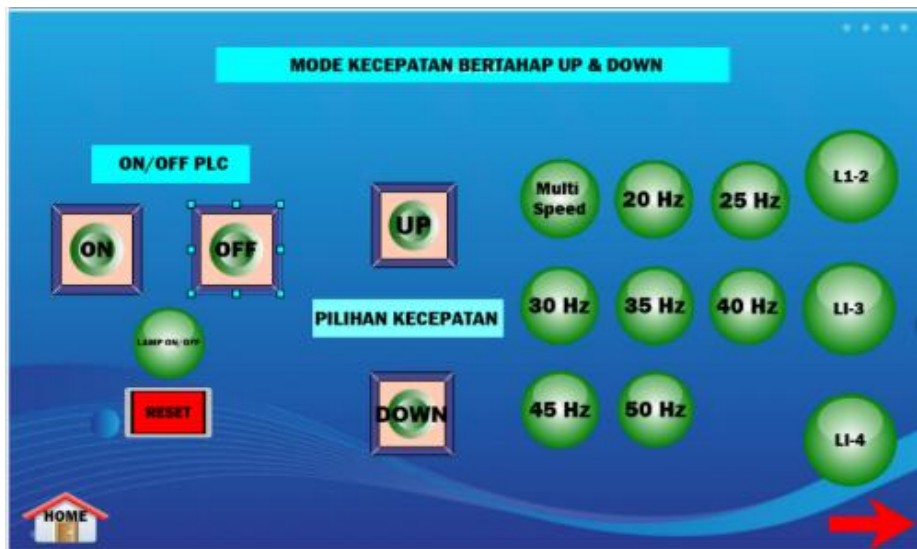 MODE KECEPATAN BERTAHAP UP & DOWN
ON/OFF PLC
ON
OFF
LAMP ON/OFF
RESET
UP
PILIHAN KECEPATAN
DOWN
Multi
Speed
20 Hz
25 Hz
30 Hz
35 Hz
40 Hz
45 Hz
50 Hz
L1-2
LI-3
LI-4
HOME